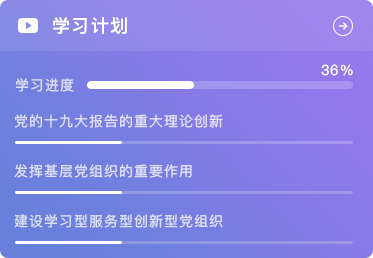 学习计划
36%
学习进度
党的十九大报告的重大理论创新
发挥基层党组织的重要作用
建设学习型服务型创新型党组织